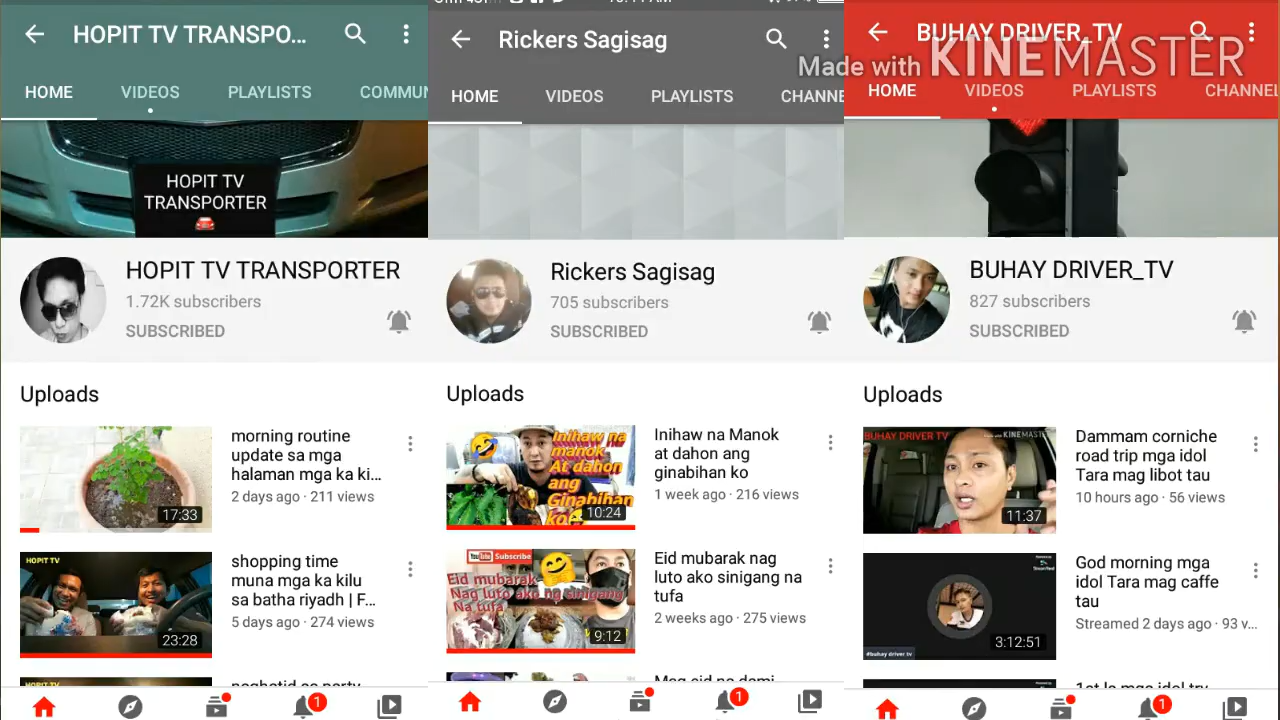 HOPIT TV TRANSPO...
HOME
VIDEOS
PLAYLISTS
COMMUN
HOPIT TV
TRANSPORTER
HOPIT TV TRANSPORTER
1.72K subscribers
SUBSCRIBED
Uploads
17:33
morning routine
update sa mga
halaman mga ka ki...
2 days ago · 211 views
HOPIT TV
23:28
shopping time
muna mga ka kilu
sa batha riyadh | F...
5 days ago · 274 views
1
Rickers Sagisag
HOME
VIDEOS
PLAYLISTS
CHANNE
Rickers Sagisag
705 subscribers
SUBSCRIBED
Uploads
Inihaw na
manok
At dahon
ang
Ginabihan
ko
10:24
Inihaw na Manok
at dahon ang
ginabihan ko
1 week ago · 216 views
YouTube Subscribe
Eid mubarak
Nag luto ako ng sinigang
Na tufa
9:12
Eid mubarak nag
luto ako sinigang na
tufa
2 weeks ago · 275 views
1
BUHAY DRIVER_TV
Made with KINEMASTER
HOME
VIDEOS
PLAYLISTS
CHANNEL
BUHAY DRIVER_TV
827 subscribers
SUBSCRIBED
Uploads
BUHAY DRIVER TV
Made with KINEMASTER
11:37
Dammam corniche
road trip mga idol
Tara mag libot tau
10 hours ago · 56 views
StreamYard
3:12:51
#buhay driver tv
God morning mga
idol Tara mag caffe
tau
Streamed 2 days ago · 93 v...
1